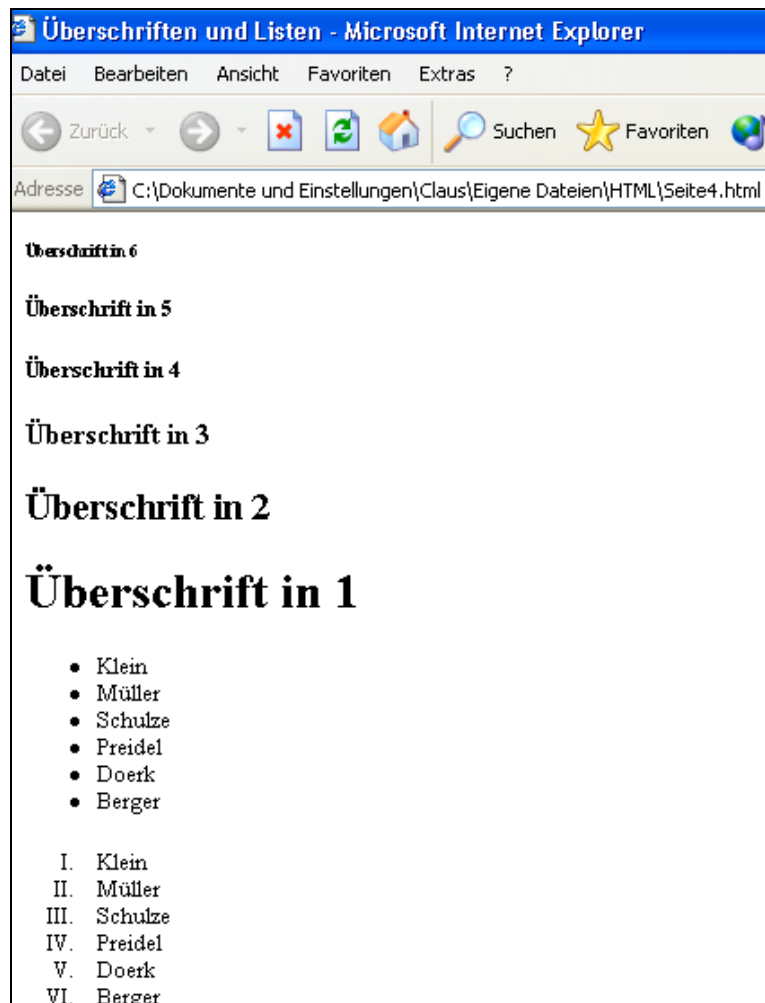 Überschriften und Listen - Microsoft Internet Explorer
Datei Bearbeiten Ansicht Favoriten Extras ?
Zurück Suchen Favoriten
Adresse C:\Dokumente und Einstellungen\Claus\Eigene Dateien\HTML\Seite4.html
Überschrift in 6
Überschrift in 5
Überschrift in 4
Überschrift in 3
Überschrift in 2
Überschrift in 1
• Klein
• Müller
• Schulze
• Preidel
• Doerk
• Berger
I. Klein
II. Müller
III. Schulze
IV. Preidel
V. Doerk
VI. Berger